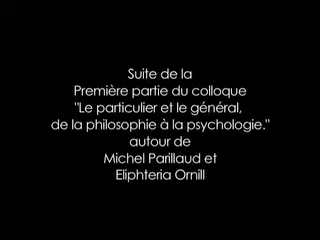 Suite de la
Première partie du colloque
"Le particulier et le général,
de la philosophie à la psychologie."
autour de
Michel Parillaud et
Eliphteria Ornill